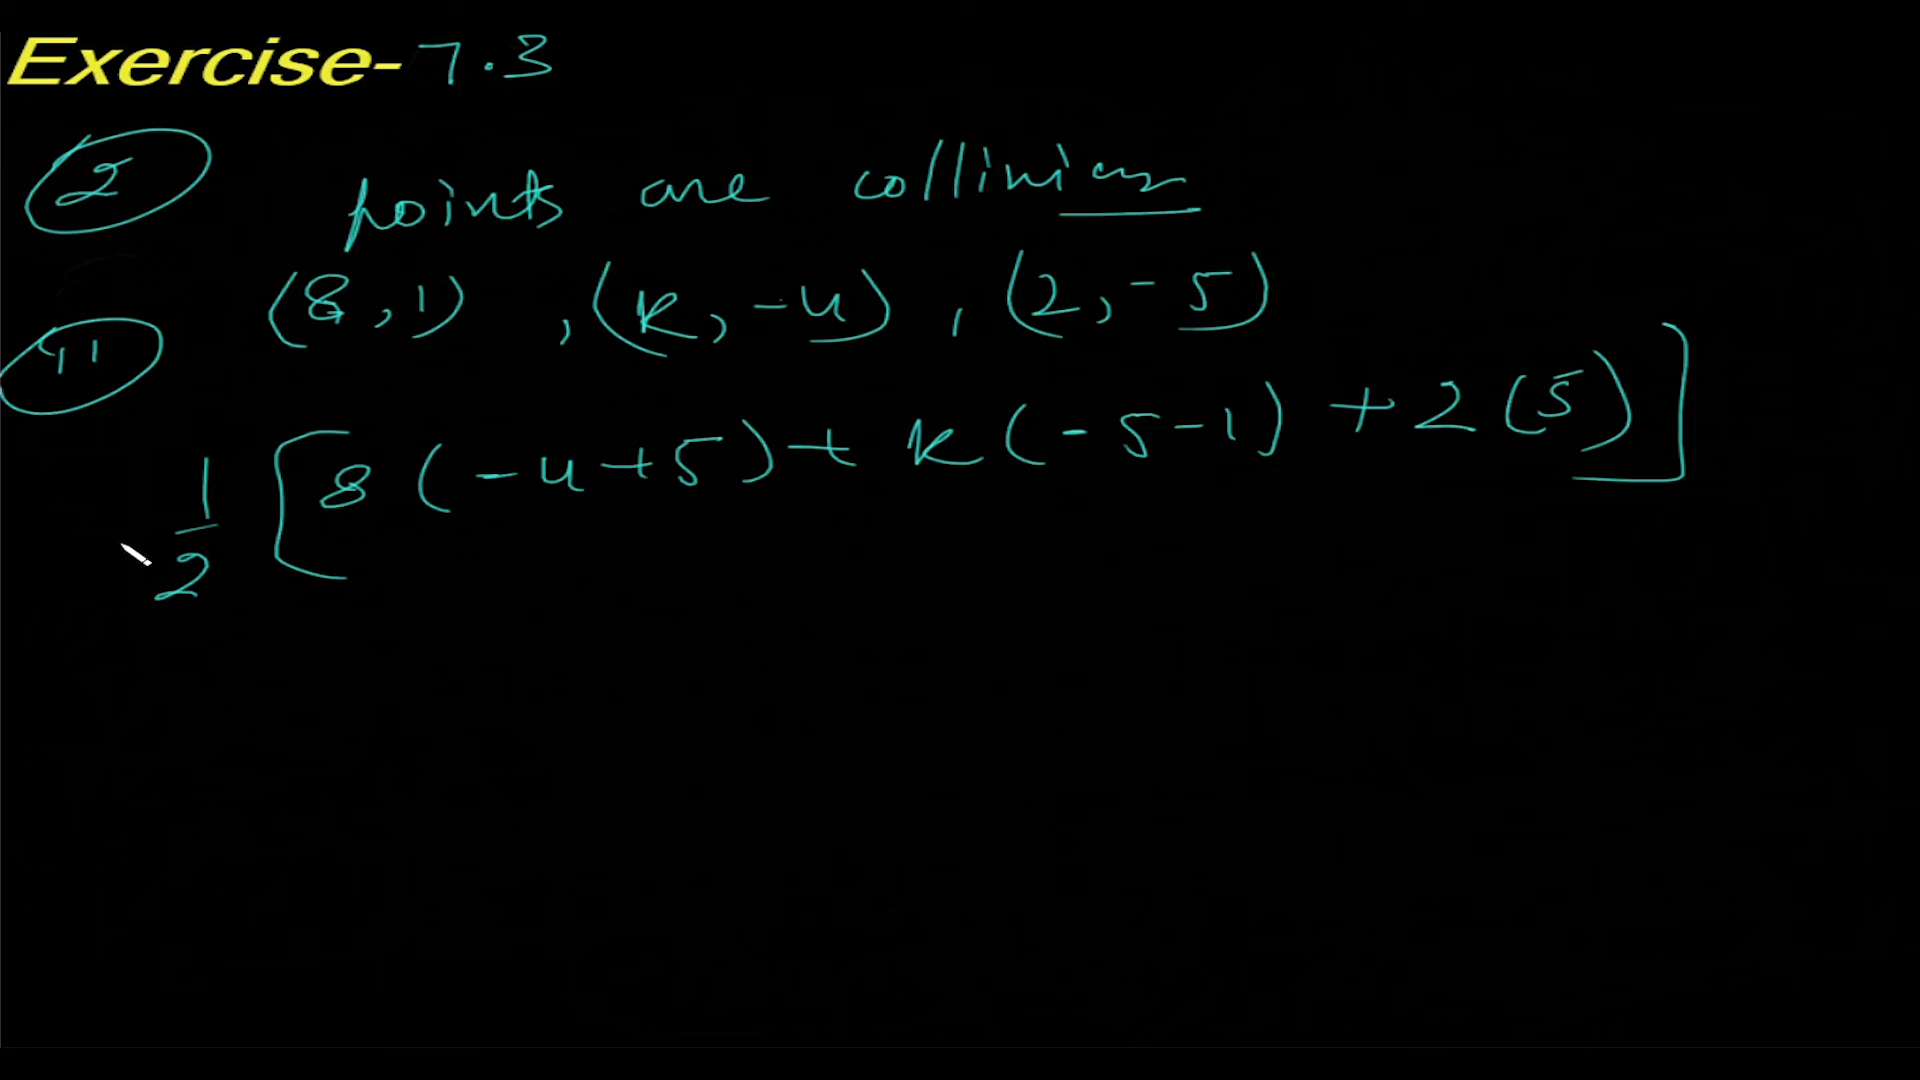 Exercise-7.3
2 points are collinear
(8,1) , (k, -4) , (2, -5)
11
1/2 [8 (-4+5) + k (-5-1) + 2 (5)]